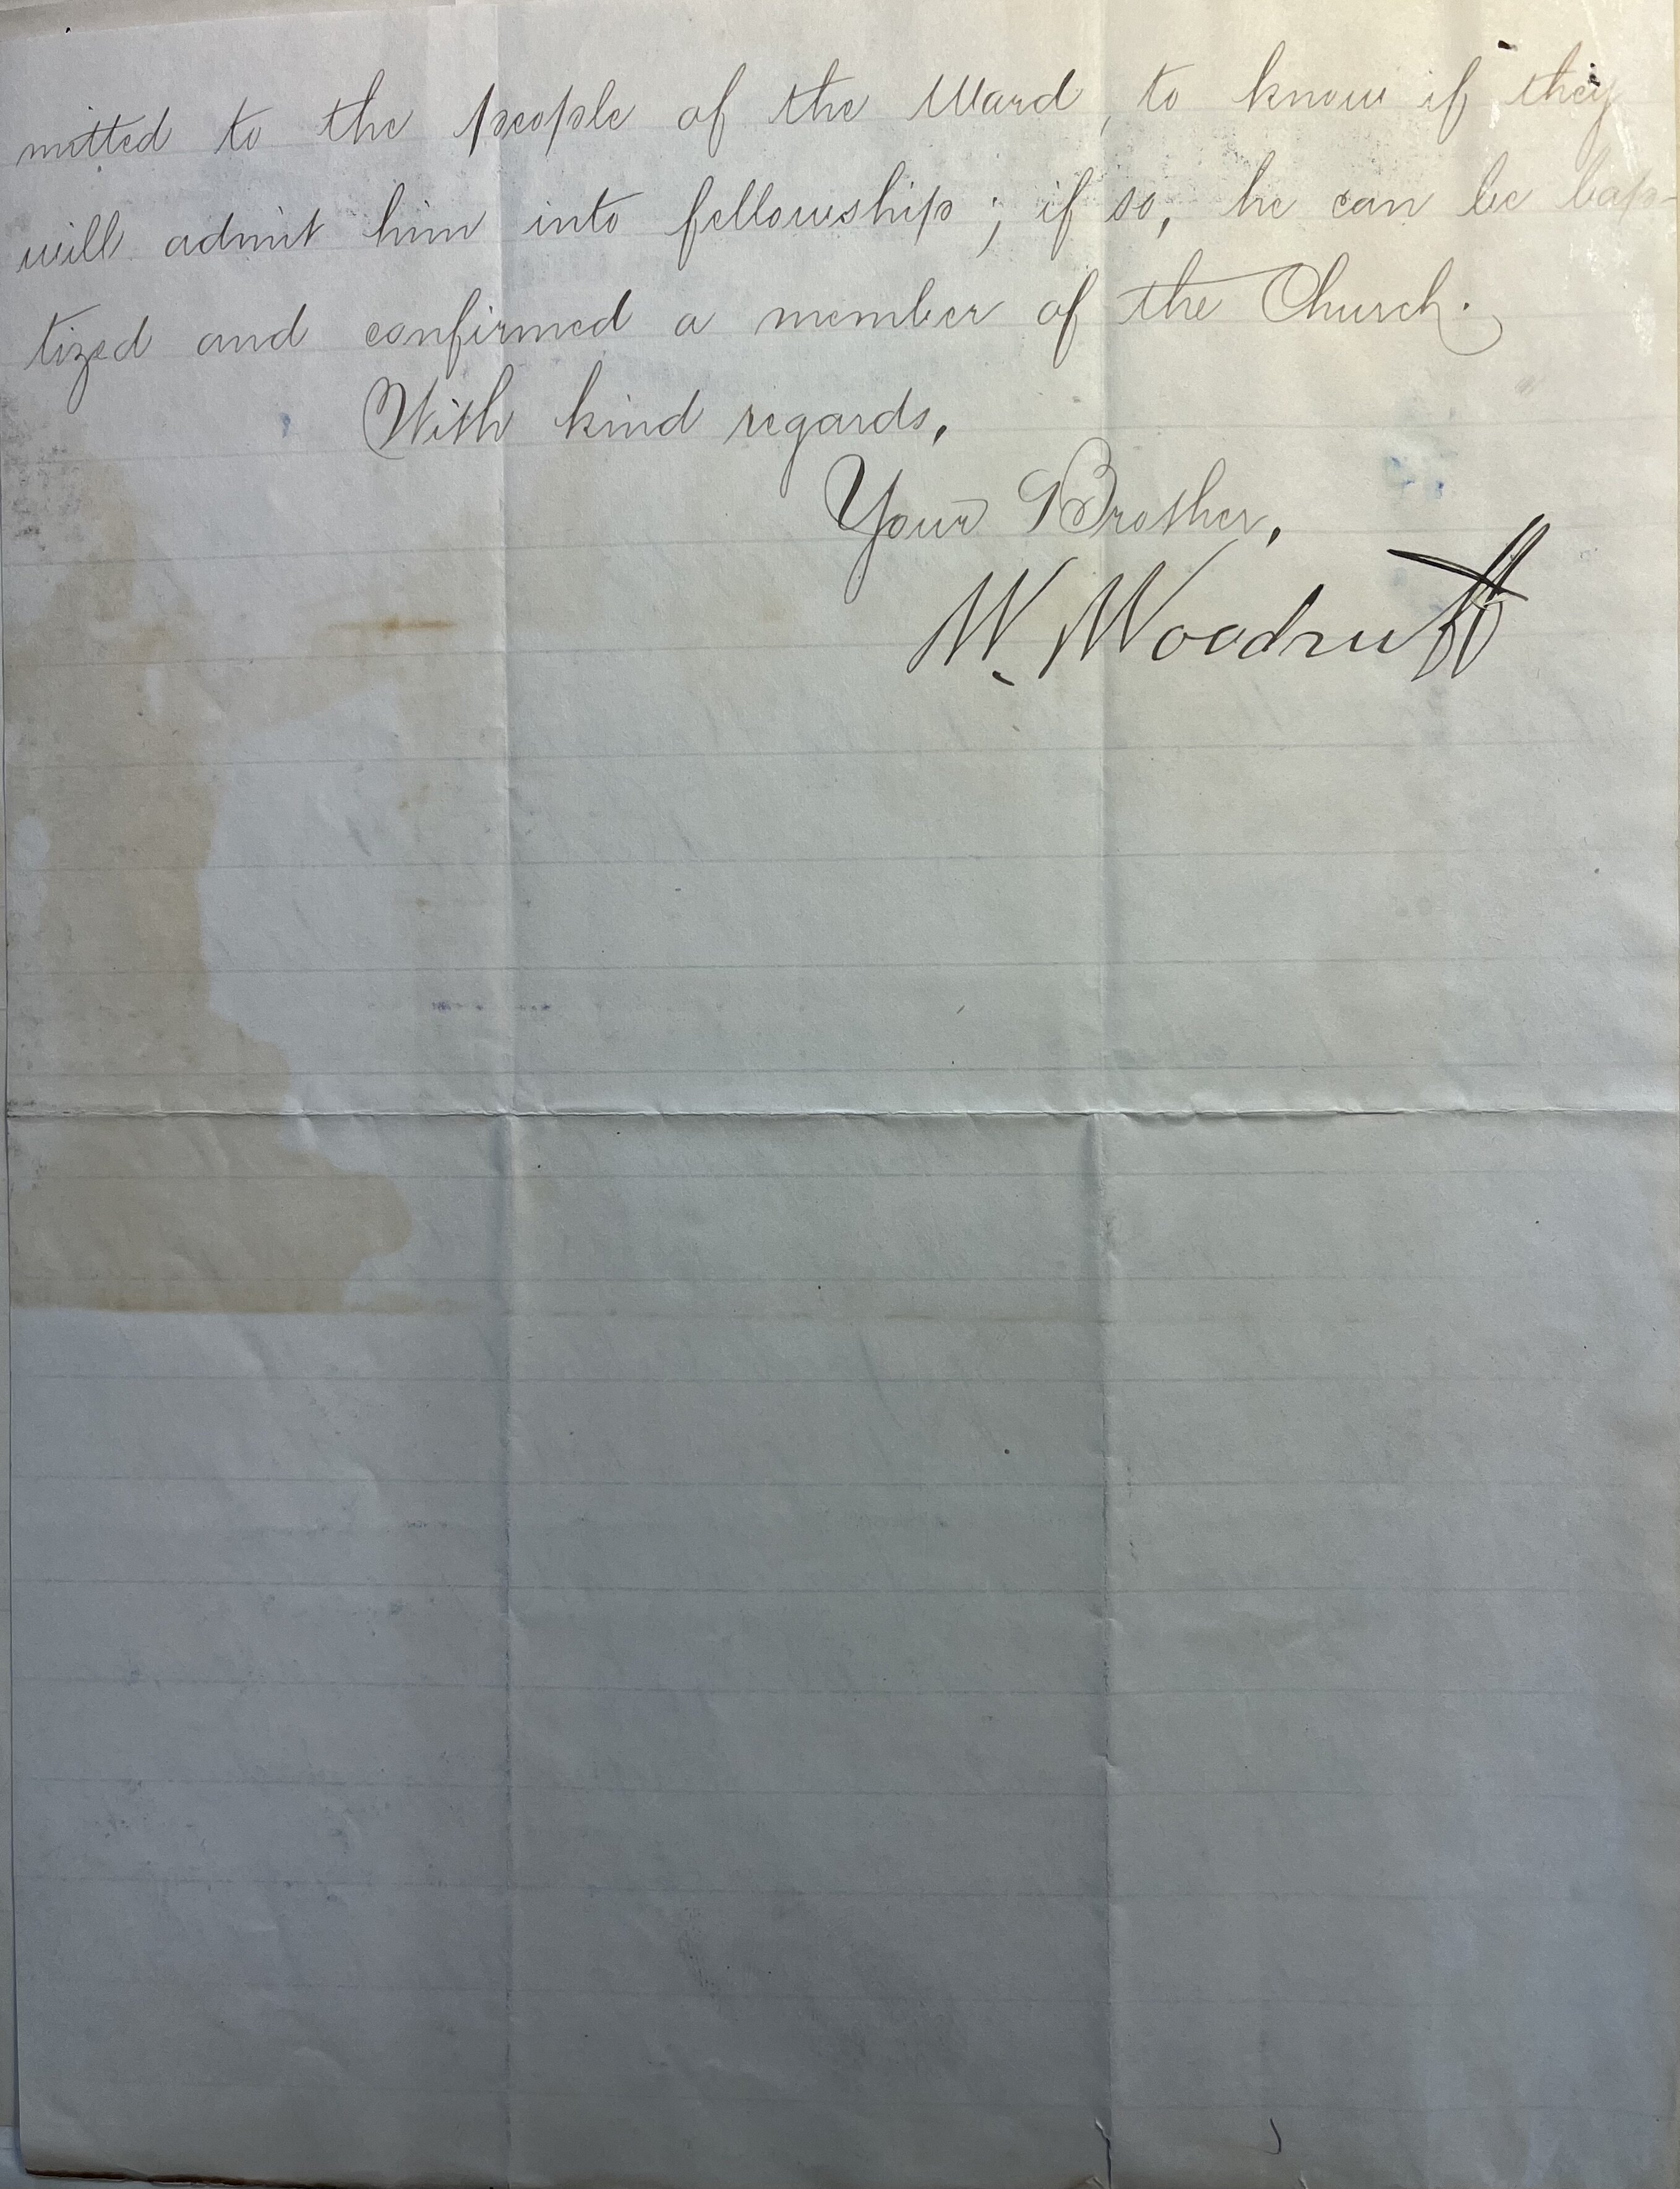 mitted to the people of the Ward, to know if they
will admit him into fellowship; if so, he can be bap-
tized and confirmed a member of the Church.
With kind regards,
Your Brother,
W. Woodruff